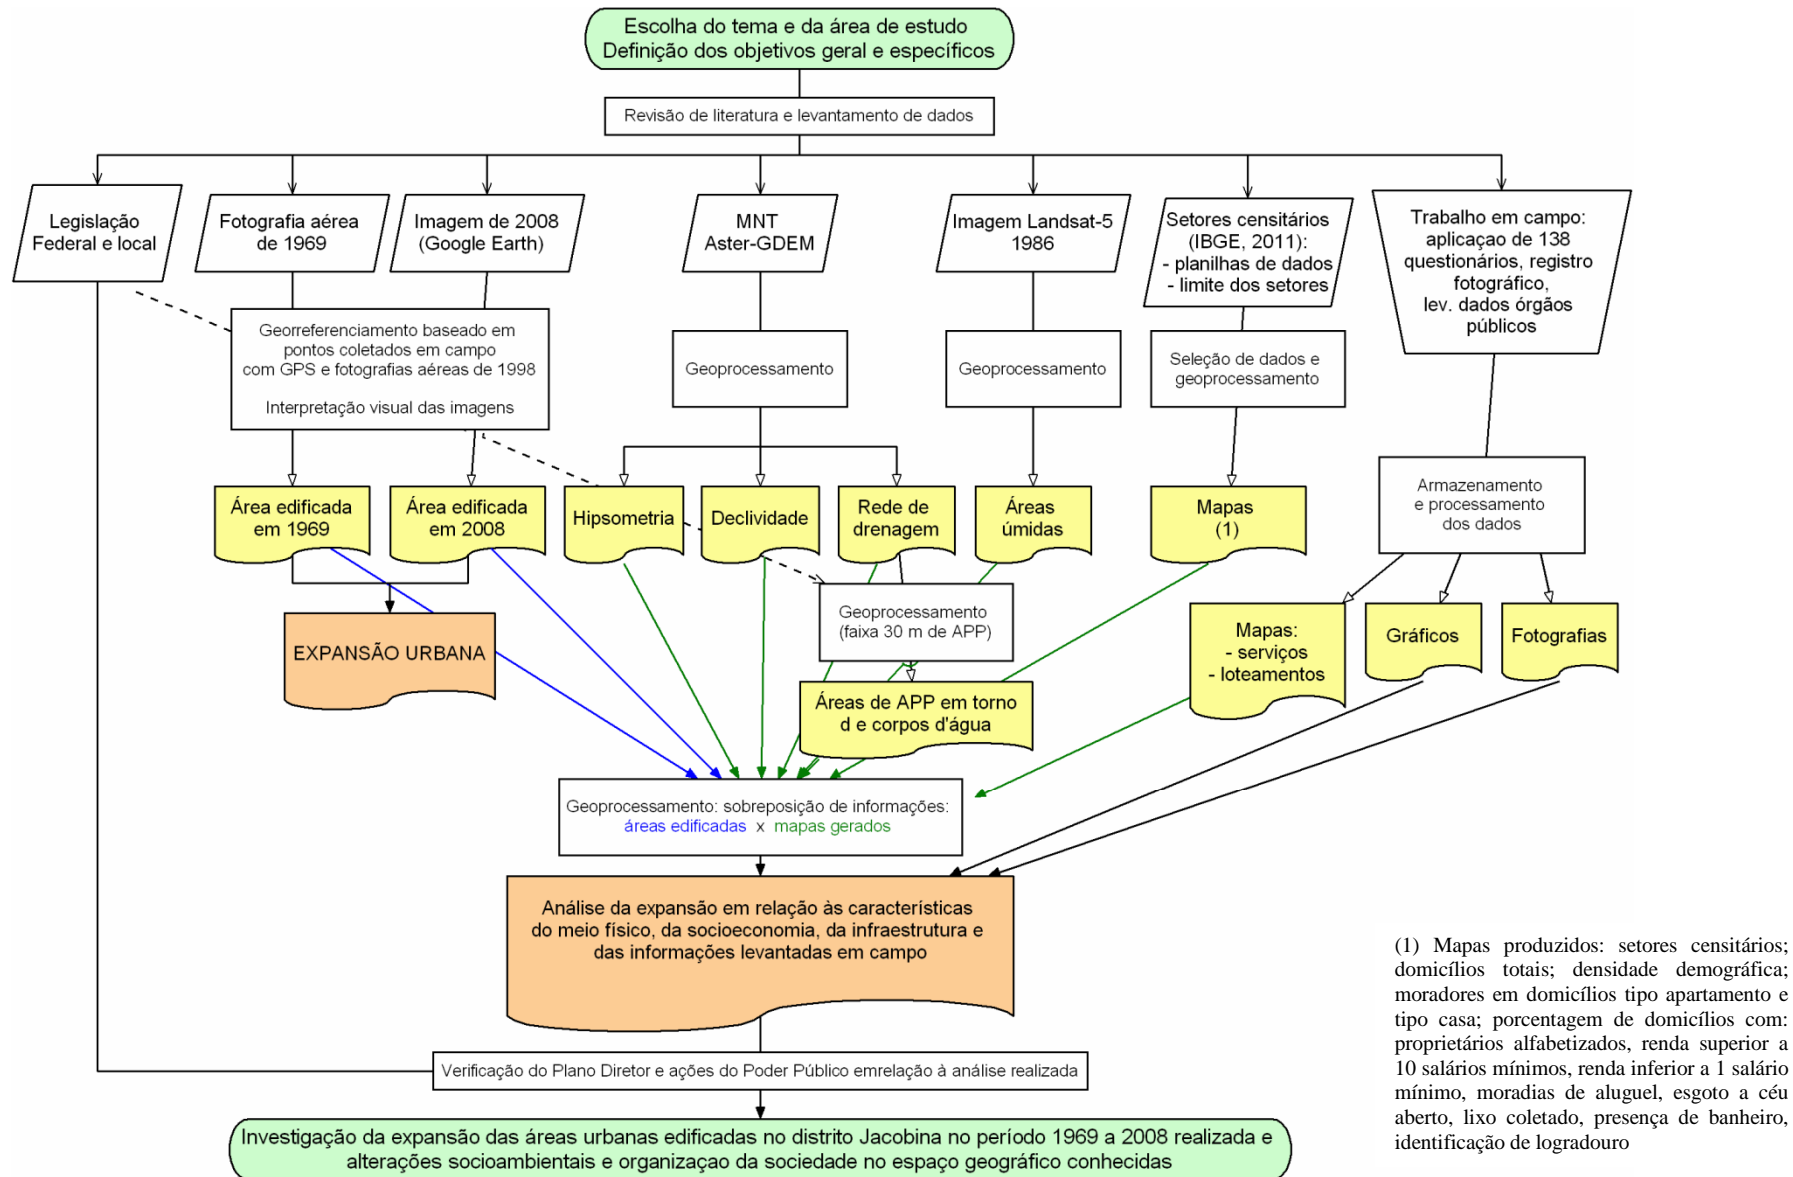 Escolha do tema e da área de estudo
Definição dos objetivos geral e específicos
Revisão de literatura e levantamento de dados
Legislação
Federal e local
Fotografia aérea
de 1969
Imagem de 2008
(Google Earth)
MNT
Aster-GDEM
Imagem Landsat-5
1986
Setores censitários
(IBGE, 2011):
- planilhas de dados
- limite dos setores
Trabalho em campo:
aplicaçao de 138
questionários, registro
fotográfico,
lev. dados órgãos
públicos
Georreferenciamento baseado em
pontos coletados em campo
com GPS e fotografias aéreas de 1998
Interpretação visual das imagens
Geoprocessamento
Geoprocessamento
Seleção de dados e
geoprocessamento
Armazenamento
e processamento
dos dados
Área edificada
em 1969
Área edificada
em 2008
Hipsometria
Declividade
Rede de
drenagem
Áreas
úmidas
Mapas
(1)
Geoprocessamento
(faixa 30 m de APP)
EXPANSÃO URBANA
Mapas:
- serviços
- loteamentos
Gráficos
Fotografias
Áreas de APP em torno
d e corpos d'água
Geoprocessamento: sobreposição de informações:
áreas edificadas x mapas gerados
Análise da expansão em relação às características
do meio físico, da socioeconomia, da infraestrutura e
das informações levantadas em campo
Verificação do Plano Diretor e ações do Poder Público emrelação à análise realizada
Investigação da expansão das áreas urbanas edificadas no distrito Jacobina no período 1969 a 2008 realizada e
alterações socioambientais e organizaçao da sociedade no espaço geográfico conhecidas
(1) Mapas produzidos: setores censitários;
domicílios totais; densidade demográfica;
moradores em domicílios tipo apartamento e
tipo casa; porcentagem de domicílios com:
proprietários alfabetizados, renda superior a
10 salários mínimos, renda inferior a 1 salário
mínimo, moradias de aluguel, esgoto a céu
aberto, lixo coletado, presença de banheiro,
identificação de logradouro